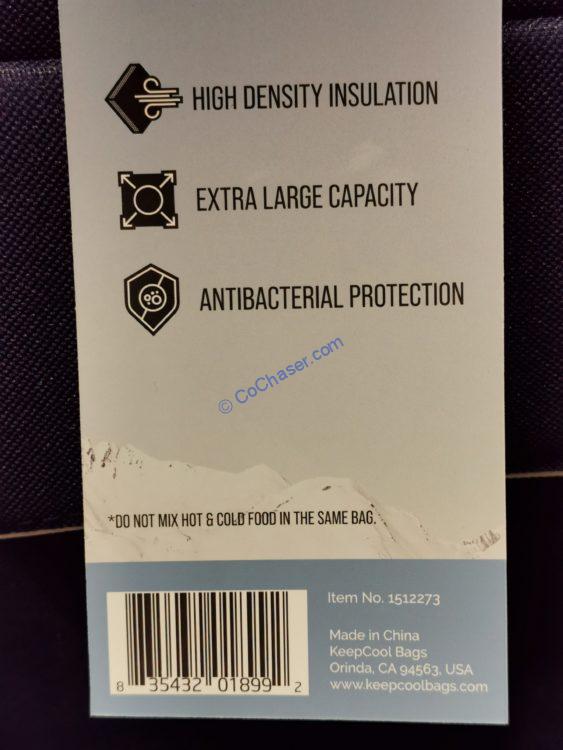 HIGH DENSITY INSULATION
EXTRA LARGE CAPACITY
ANTIBACTERIAL PROTECTION
© CoChaser.com
*DO NOT MIX HOT & COLD FOOD IN THE SAME BAG.
Item No. 1512273
Made in China
KeepCool Bags
Orinda, CA 94563, USA
www.keepcoolbags.com
8 35432 01899 2